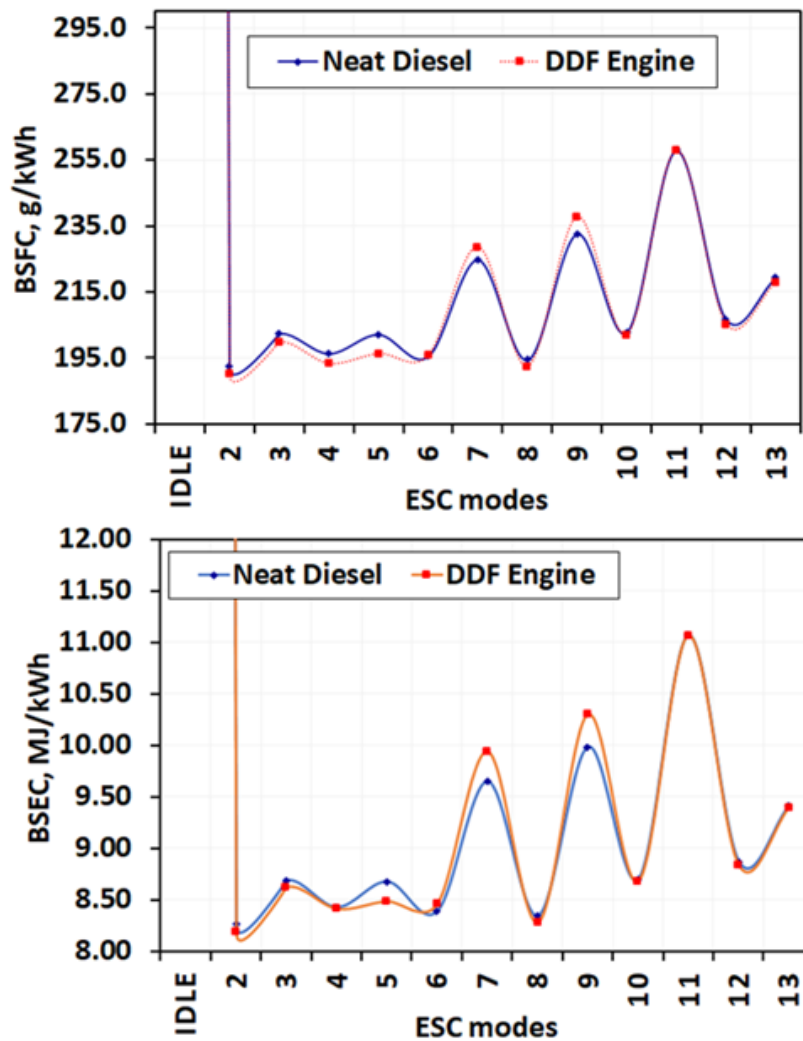 295.0
Neat Diesel DDF Engine
275.0
255.0
235.0
215.0
195.0
175.0
BSFC, g/kWh
IDLE 2 3 4 5 6 7 8 9 10 11 12 13
ESC modes
12.00
Neat Diesel DDF Engine
11.50
11.00
10.50
10.00
9.50
9.00
8.50
8.00
BSEC, MJ/kWh
IDLE 2 3 4 5 6 7 8 9 10 11 12 13
ESC modes